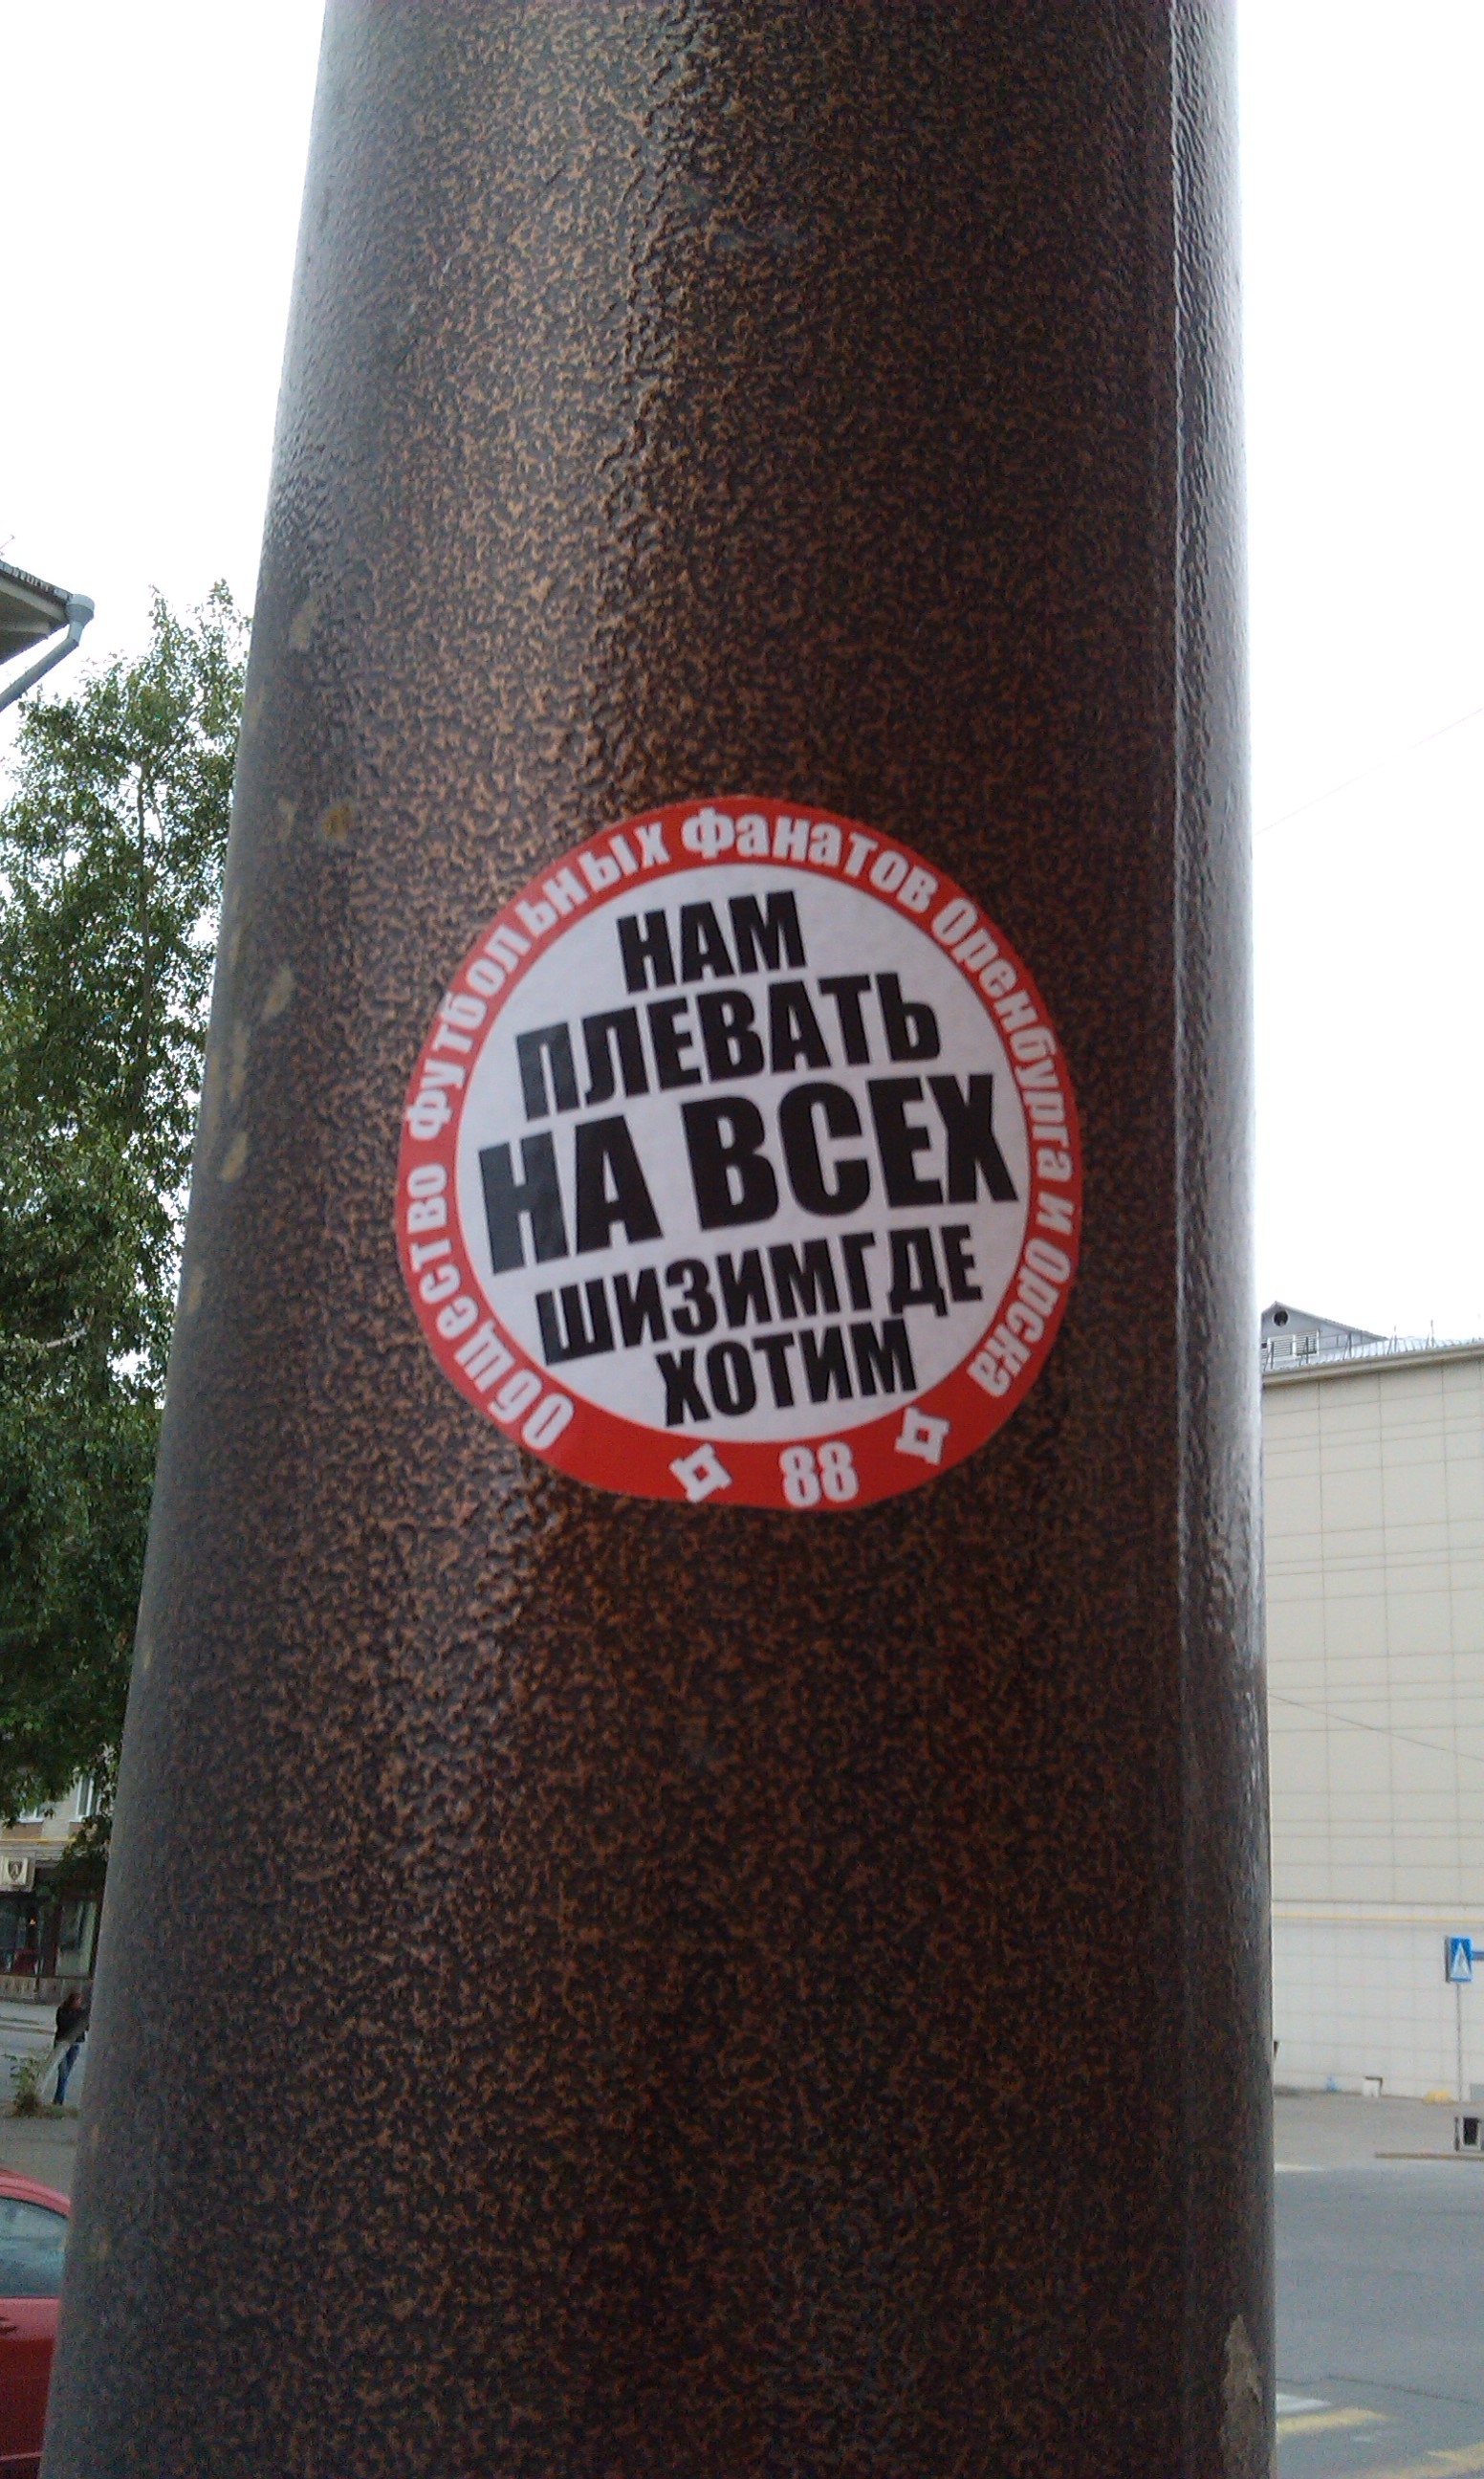 Общество футбольных фанатов Оренбурга и Орска
НАМ
ПЛЕВАТЬ
НА ВСЕХ
ШИЗИМГДЕ
ХОТИМ
88